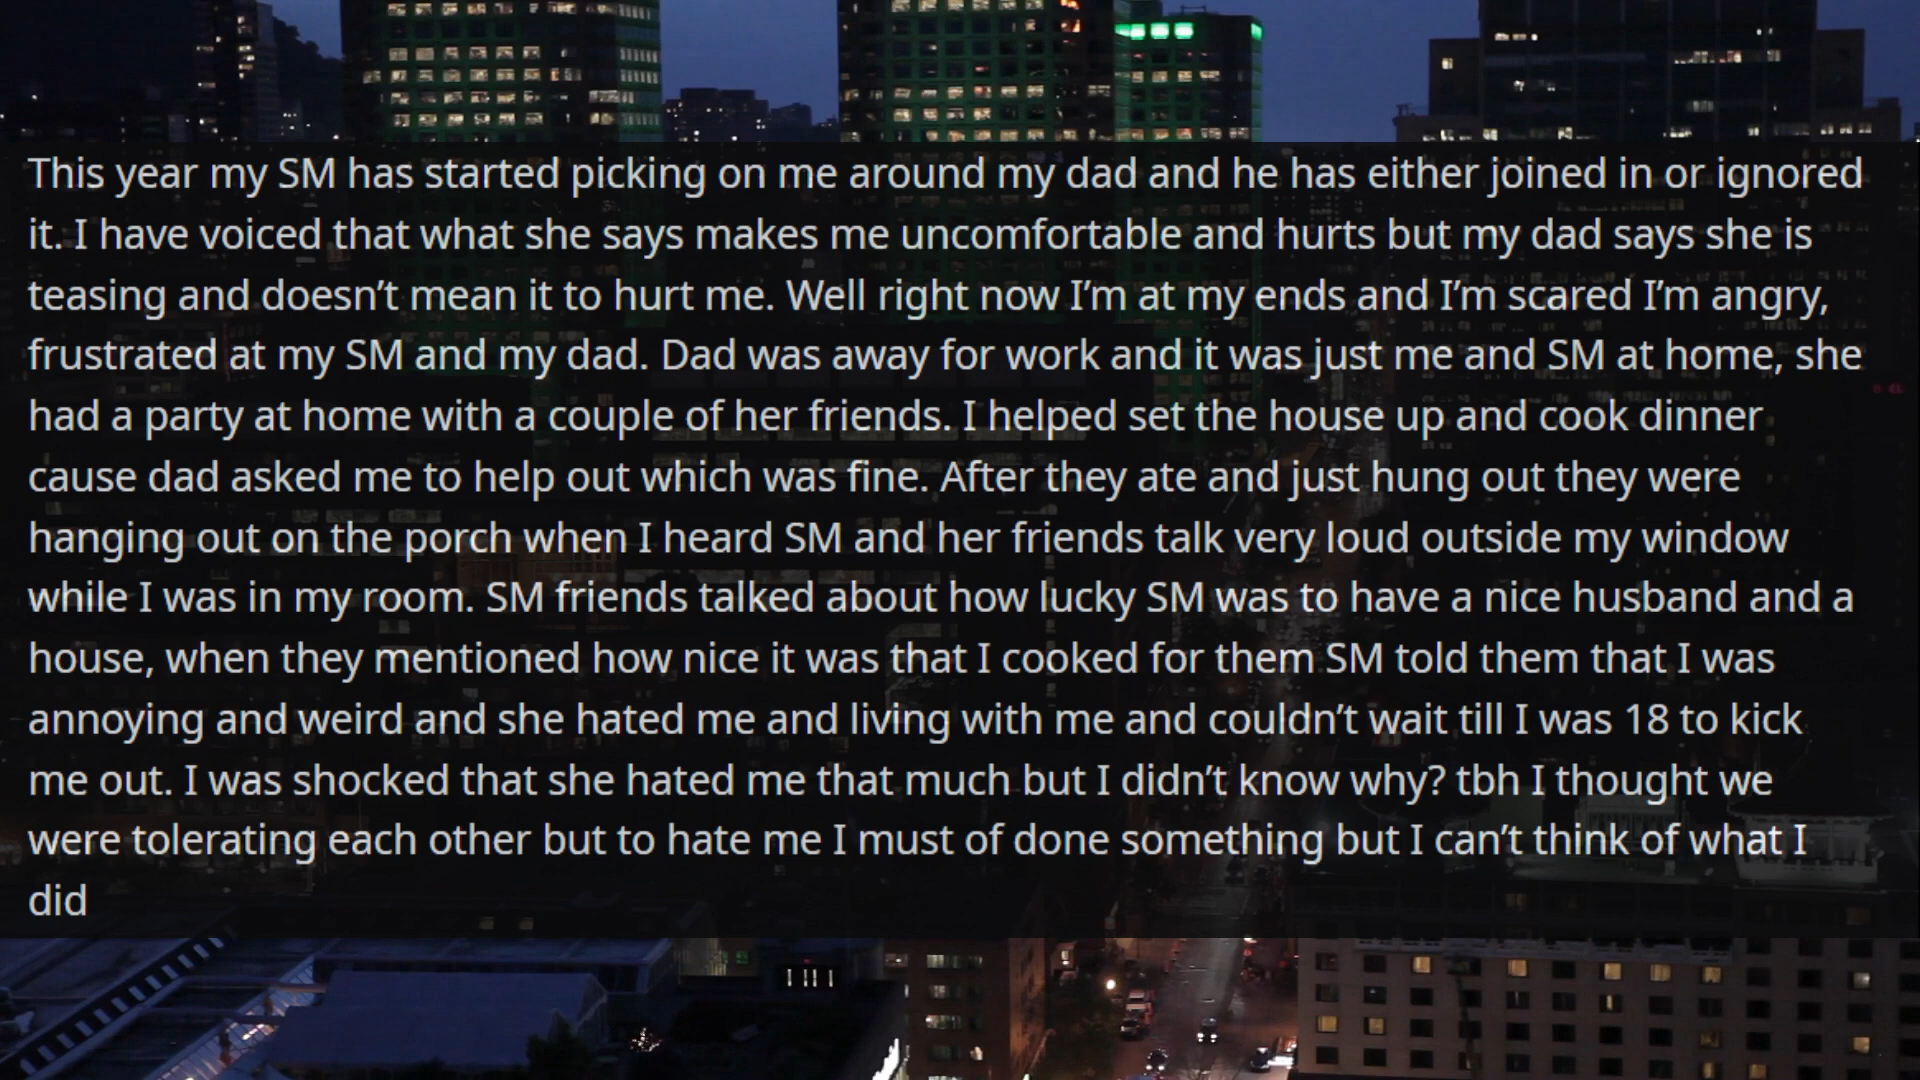 This year my SM has started picking on me around my dad and he has either joined in or ignored
it. I have voiced that what she says makes me uncomfortable and hurts but my dad says she is
teasing and doesn’t mean it to hurt me. Well right now I’m at my ends and I’m scared I’m angry,
frustrated at my SM and my dad. Dad was away for work and it was just me and SM at home, she
had a party at home with a couple of her friends. I helped set the house up and cook dinner
cause dad asked me to help out which was fine. After they ate and just hung out they were
hanging out on the porch when I heard SM and her friends talk very loud outside my window
while I was in my room. SM friends talked about how lucky SM was to have a nice husband and a
house, when they mentioned how nice it was that I cooked for them SM told them that I was
annoying and weird and she hated me and living with me and couldn’t wait till I was 18 to kick
me out. I was shocked that she hated me that much but I didn’t know why? tbh I thought we
were tolerating each other but to hate me I must of done something but I can’t think of what I
did